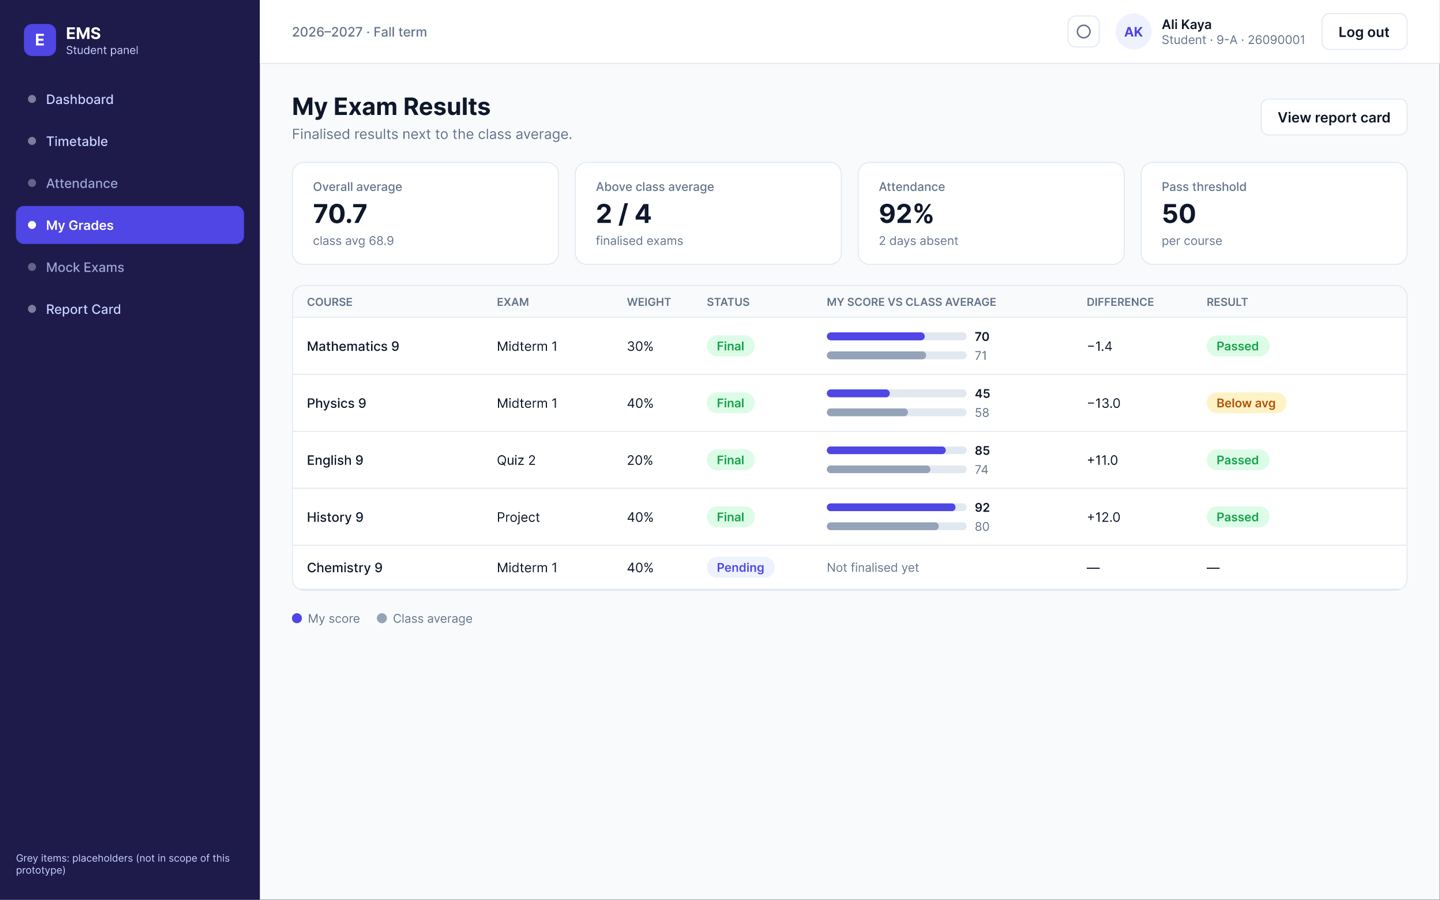 E
EMS
Student panel
Dashboard
Timetable
Attendance
My Grades
Mock Exams
Report Card
Grey items: placeholders (not in scope of this
prototype)
2026–2027 · Fall term
AK
Ali Kaya
Student · 9-A · 26090001
Log out
My Exam Results
Finalised results next to the class average.
View report card
Overall average
70.7
class avg 68.9
Above class average
2 / 4
finalised exams
Attendance
92%
2 days absent
Pass threshold
50
per course
COURSE EXAM WEIGHT STATUS MY SCORE VS CLASS AVERAGE DIFFERENCE RESULT
Mathematics 9 Midterm 1 30% Final 70 71 −1.4 Passed
Physics 9 Midterm 1 40% Final 45 58 −13.0 Below avg
English 9 Quiz 2 20% Final 85 74 +11.0 Passed
History 9 Project 40% Final 92 80 +12.0 Passed
Chemistry 9 Midterm 1 40% Pending Not finalised yet — —
My score Class average